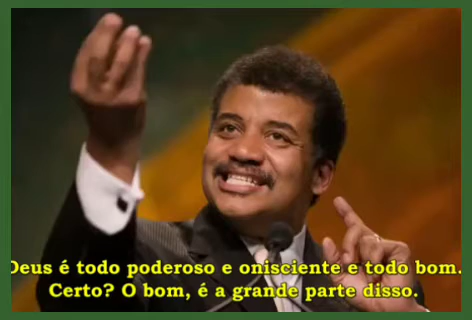 Deus é todo poderoso e onisciente e todo bom.
Certo? O bom, é a grande parte disso.